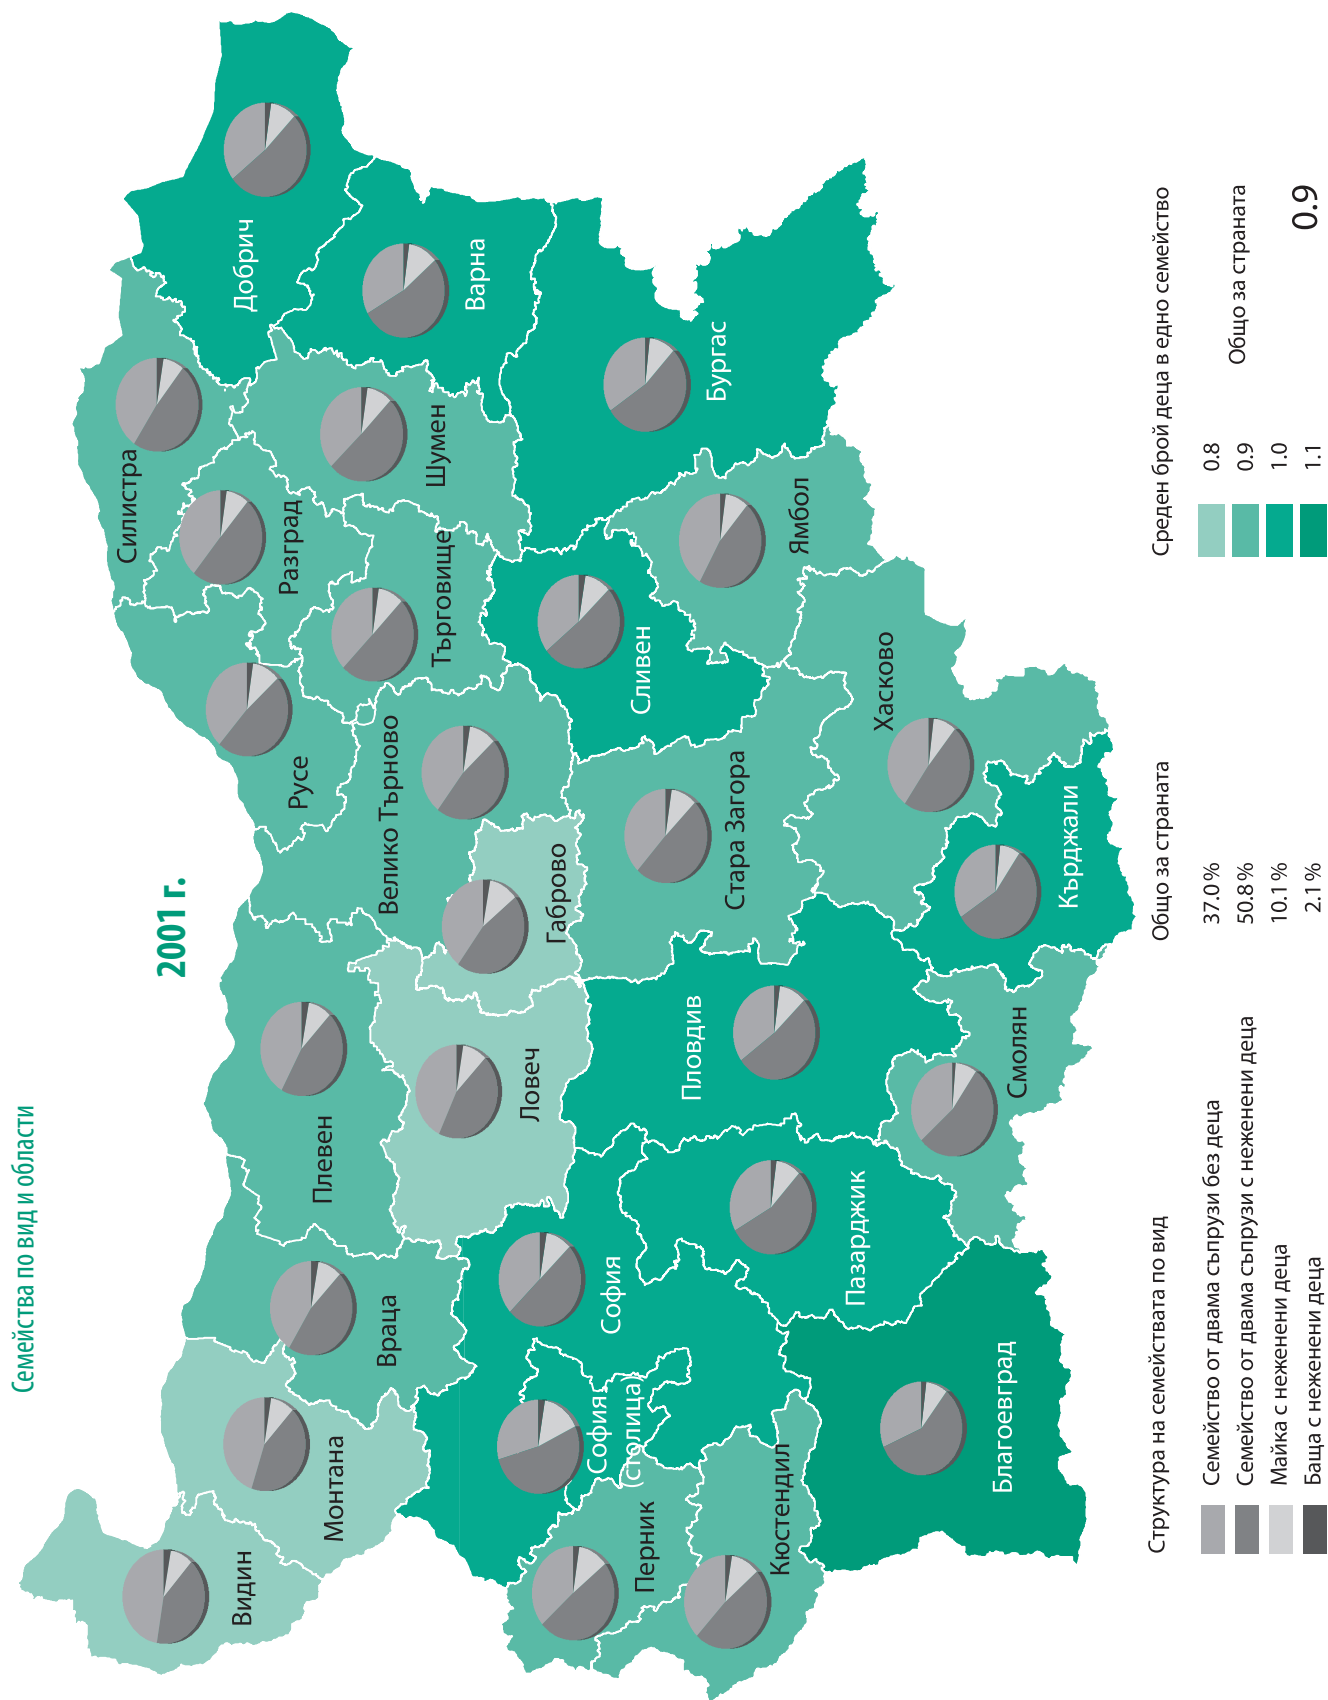 Семейства по вид и области
2001 г.
Видин
Монтана
Враца
Плевен
Ловеч
Велико Търново
Габрово
Русе
Разград
Силистра
Търговище
Шумен
Добрич
Варна
Бургас
Сливен
Ямбол
Стара Загора
Хасково
Кърджали
Смолян
Пловдив
Пазарджик
София
София
(столица)
Перник
Кюстендил
Благоевград
Структура на семействата по вид
Общо за страната
Семейство от двама съпрузи без деца 37.0%
Семейство от двама съпрузи с неженени деца 50.8%
Майка с неженени деца 10.1%
Баща с неженени деца 2.1%
Среден брой деца в едно семейство
0.8
0.9
1.0
1.1
Общо за страната
0.9